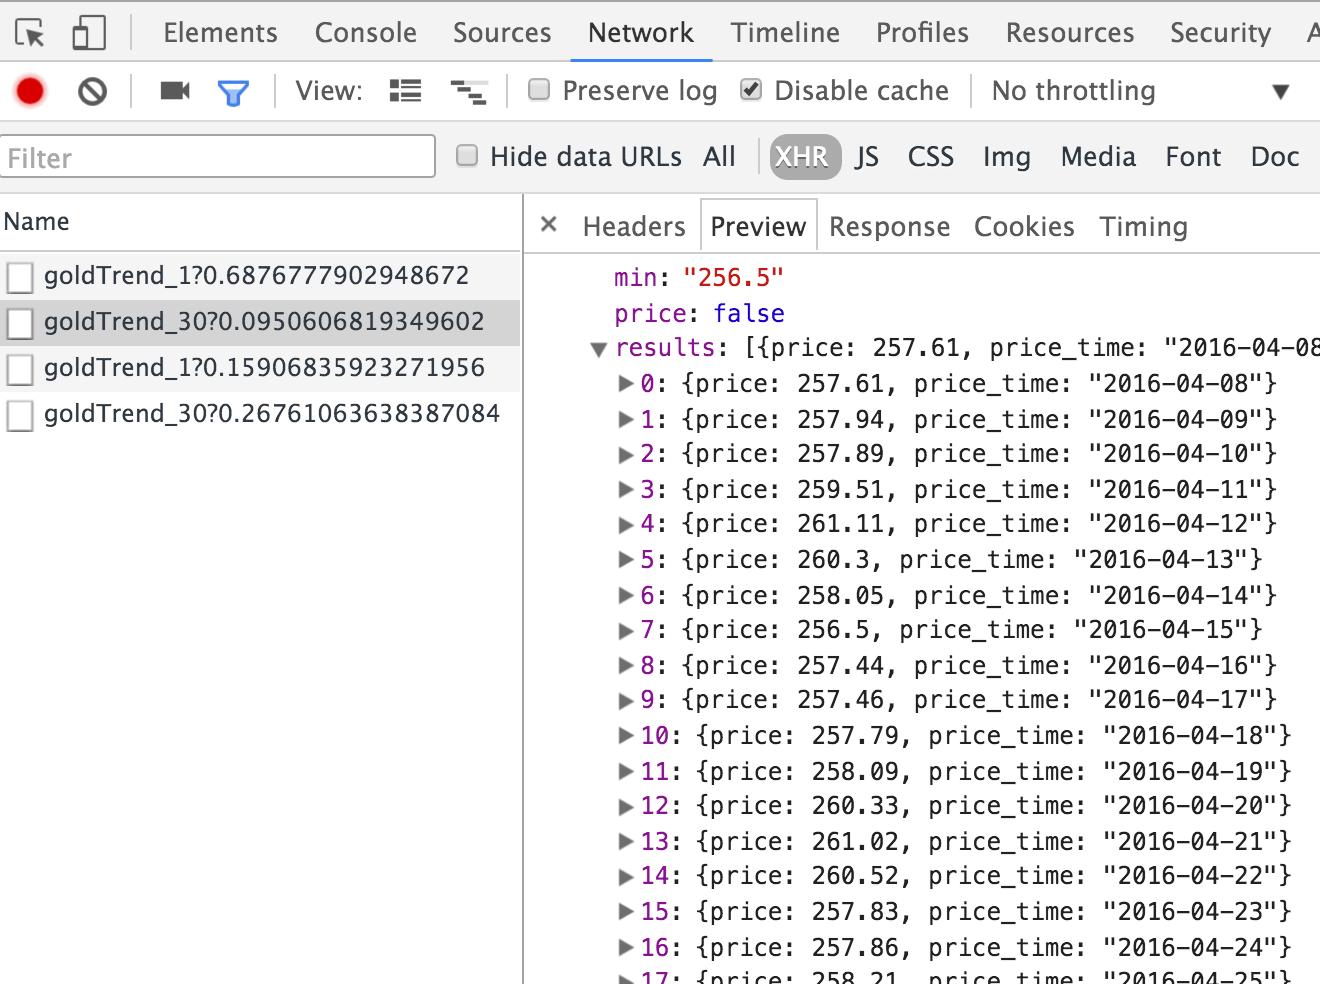 Elements Console Sources Network Timeline Profiles Resources Security A
View: Preserve log Disable cache No throttling
Filter Hide data URLs All XHR JS CSS Img Media Font Doc
Name
goldTrend_1?0.6876777902948672
goldTrend_30?0.0950606819349602
goldTrend_1?0.15906835923271956
goldTrend_30?0.26761063638387084
× Headers Preview Response Cookies Timing
min: "256.5"
price: false
results: [{price: 257.61, price_time: "2016-04-08
0: {price: 257.61, price_time: "2016-04-08"}
1: {price: 257.94, price_time: "2016-04-09"}
2: {price: 257.89, price_time: "2016-04-10"}
3: {price: 259.51, price_time: "2016-04-11"}
4: {price: 261.11, price_time: "2016-04-12"}
5: {price: 260.3, price_time: "2016-04-13"}
6: {price: 258.05, price_time: "2016-04-14"}
7: {price: 256.5, price_time: "2016-04-15"}
8: {price: 257.44, price_time: "2016-04-16"}
9: {price: 257.46, price_time: "2016-04-17"}
10: {price: 257.79, price_time: "2016-04-18"}
11: {price: 258.09, price_time: "2016-04-19"}
12: {price: 260.33, price_time: "2016-04-20"}
13: {price: 261.02, price_time: "2016-04-21"}
14: {price: 260.52, price_time: "2016-04-22"}
15: {price: 257.83, price_time: "2016-04-23"}
16: {price: 257.86, price_time: "2016-04-24"}
17: {price: 258.21, price_time: "2016-04-25"}